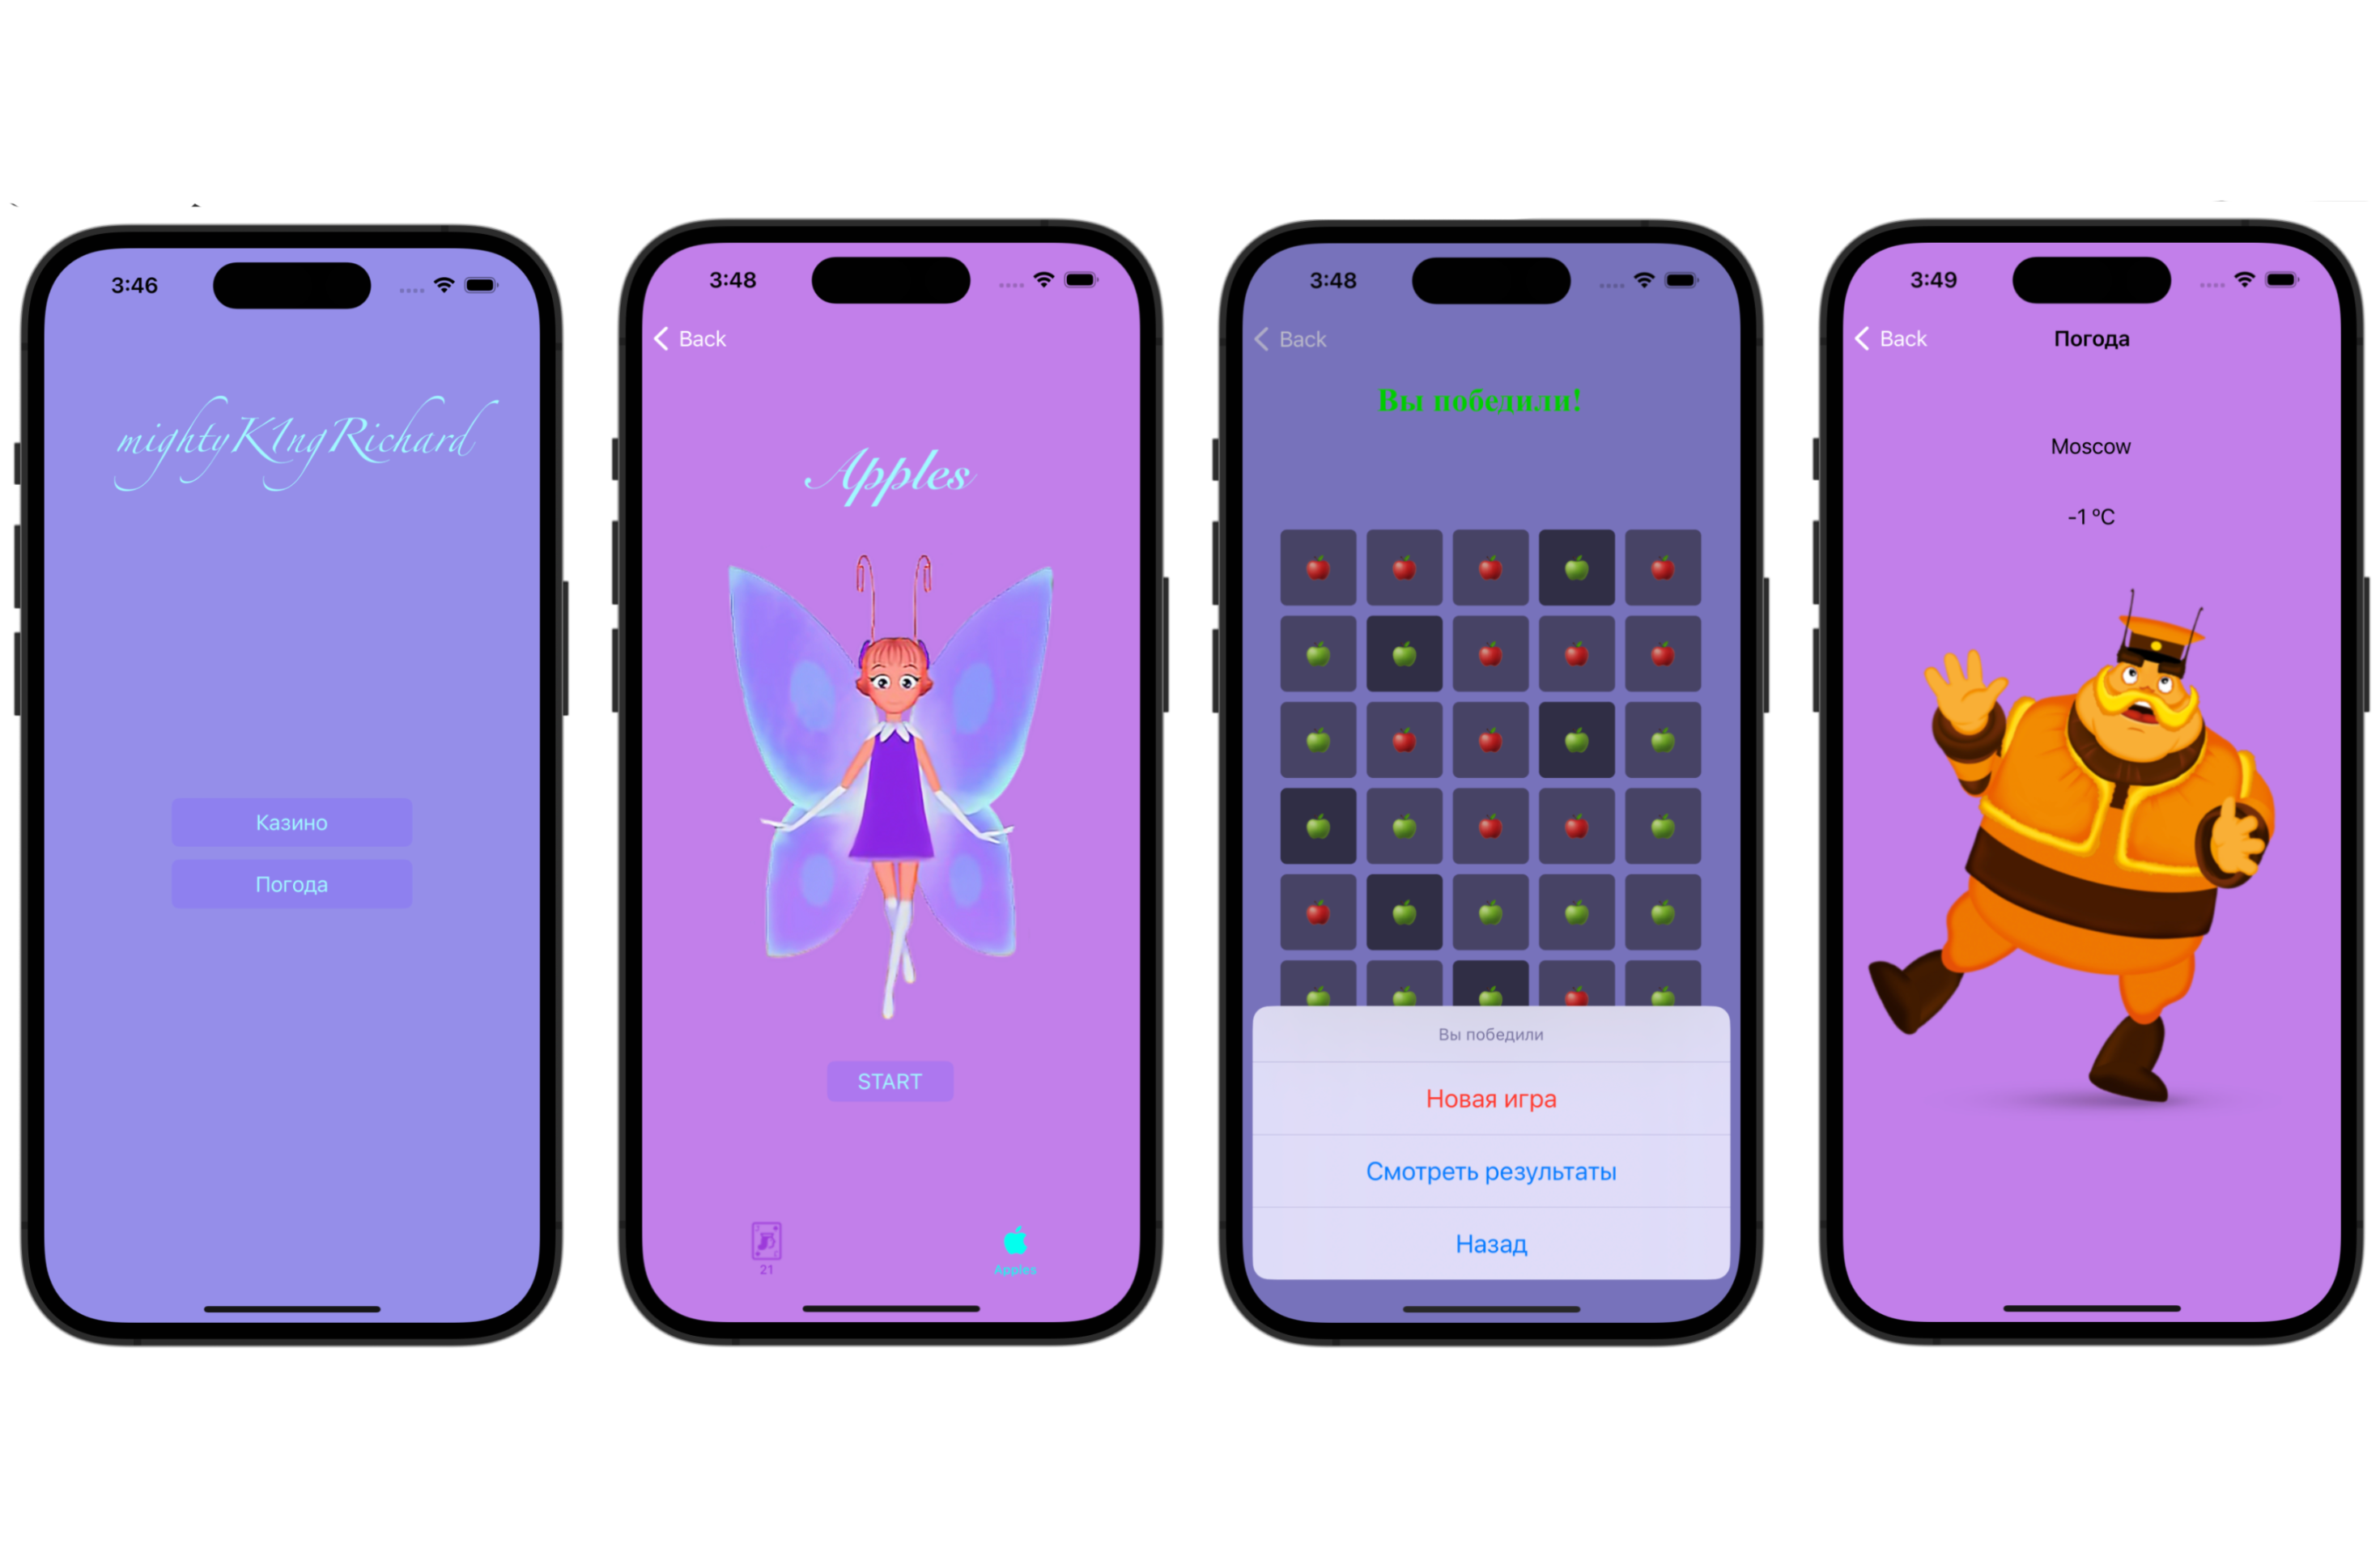 3:46
mightyK1ngRichard
Казино
Погода
3:48
Back
Apples
START
21
Apples
3:48
Back
Вы победили!
Вы победили
Новая игра
Смотреть результаты
Назад
3:49
Back
Погода
Moscow
-1 °C